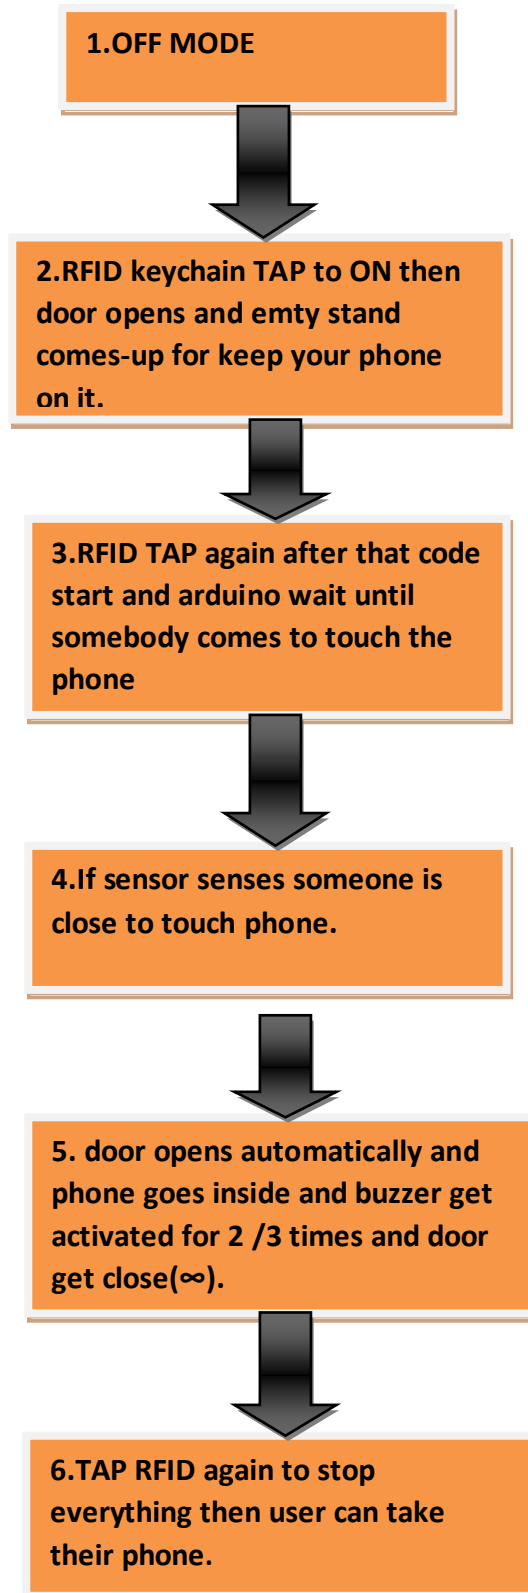 1.OFF MODE
2.RFID keychain TAP to ON then
door opens and emty stand
comes-up for keep your phone
on it.
3.RFID TAP again after that code
start and arduino wait until
somebody comes to touch the
phone
4.If sensor senses someone is
close to touch phone.
5. door opens automatically and
phone goes inside and buzzer get
activated for 2 /3 times and door
get close(∞).
6.TAP RFID again to stop
everything then user can take
their phone.